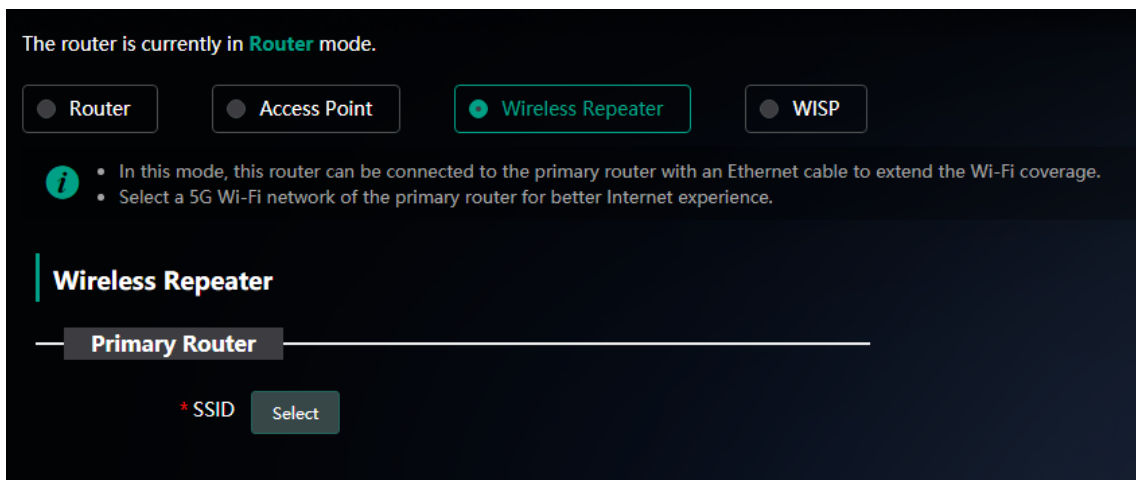 The router is currently in Router mode.
Router Access Point Wireless Repeater WISP
i
• In this mode, this router can be connected to the primary router with an Ethernet cable to extend the Wi-Fi coverage.
• Select a 5G Wi-Fi network of the primary router for better Internet experience.
Wireless Repeater
Primary Router
* SSID Select